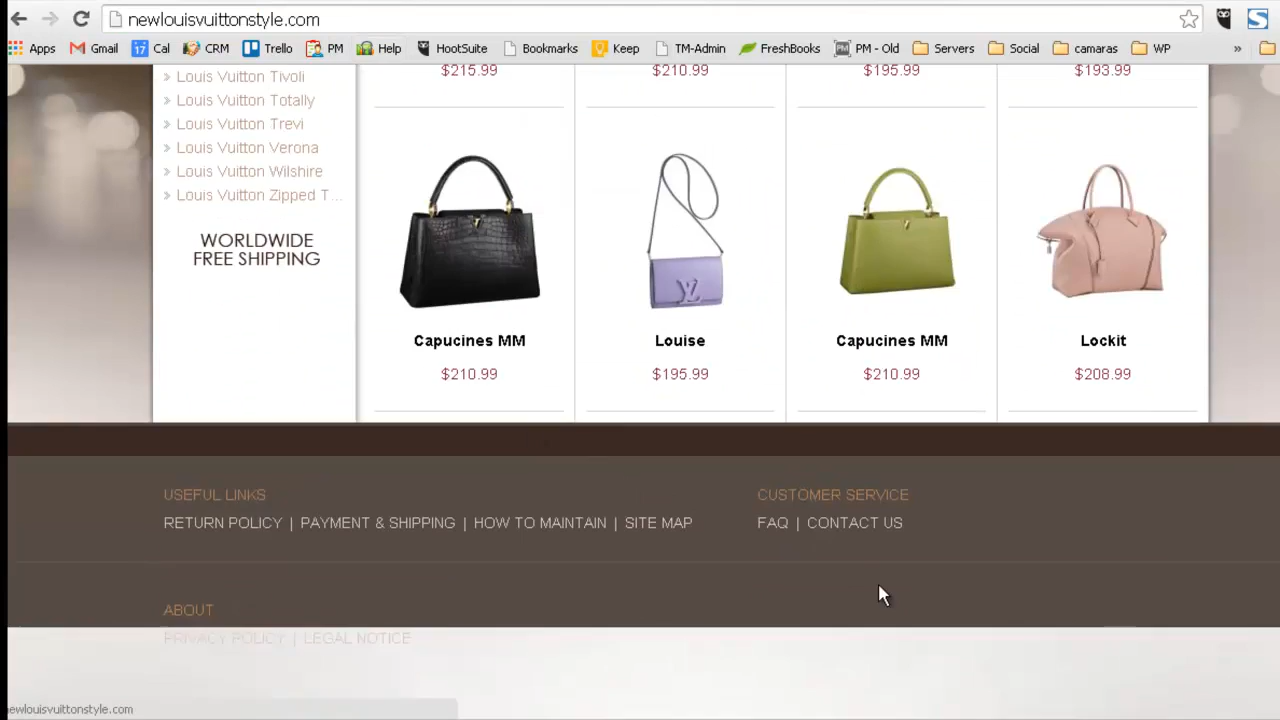 newlouisvuittonstyle.com
Apps Gmail 17 Cal CRM Trello PM Help HootSuite Bookmarks Keep TM-Admin FreshBooks PM PM - Old Servers Social camaras WP »
Louis Vuitton Tivoli
Louis Vuitton Totally
Louis Vuitton Trevi
Louis Vuitton Verona
Louis Vuitton Wilshire
Louis Vuitton Zipped T...
WORLDWIDE
FREE SHIPPING
$215.99 $210.99 $195.99 $193.99
Capucines MM Louise Capucines MM Lockit
$210.99 $195.99 $210.99 $208.99
USEFUL LINKS CUSTOMER SERVICE
RETURN POLICY | PAYMENT & SHIPPING | HOW TO MAINTAIN | SITE MAP FAQ | CONTACT US
ABOUT
PRIVACY POLICY | LEGAL NOTICE
newlouisvuittonstyle.com